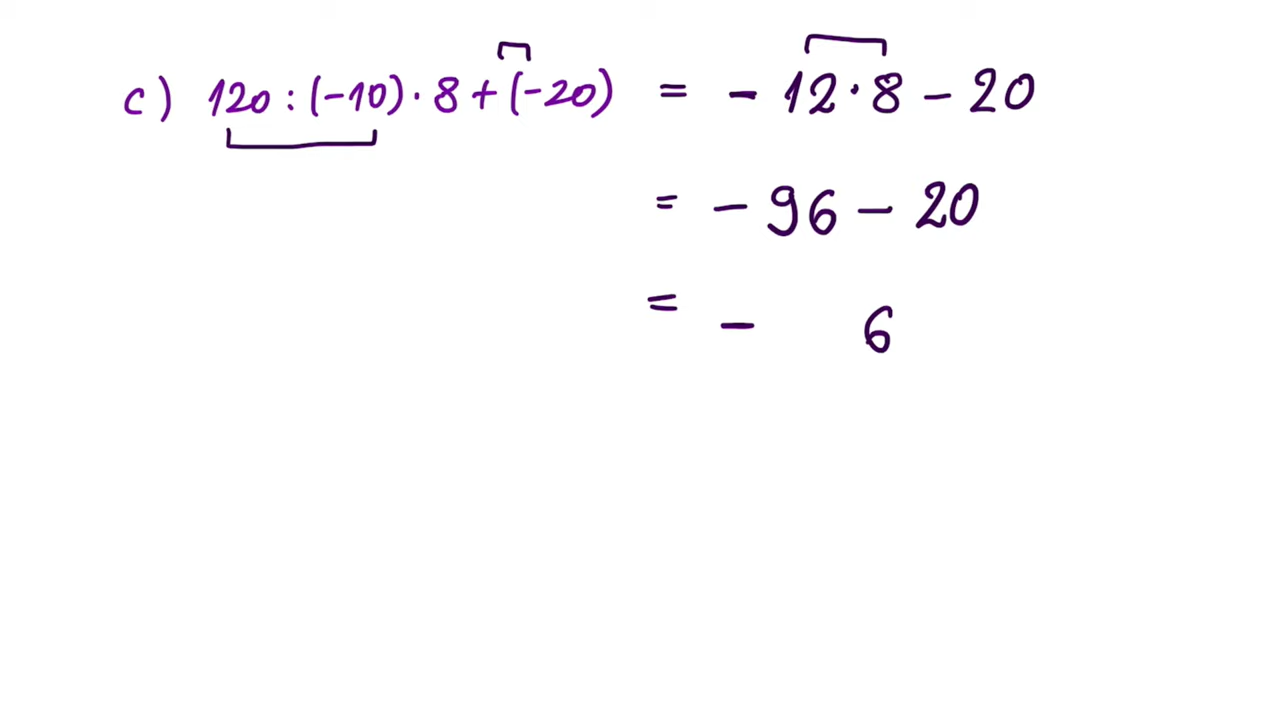 c) 120 : (-10) · 8 + (-20) = - 12 · 8 - 20
= - 96 - 20
= - 6